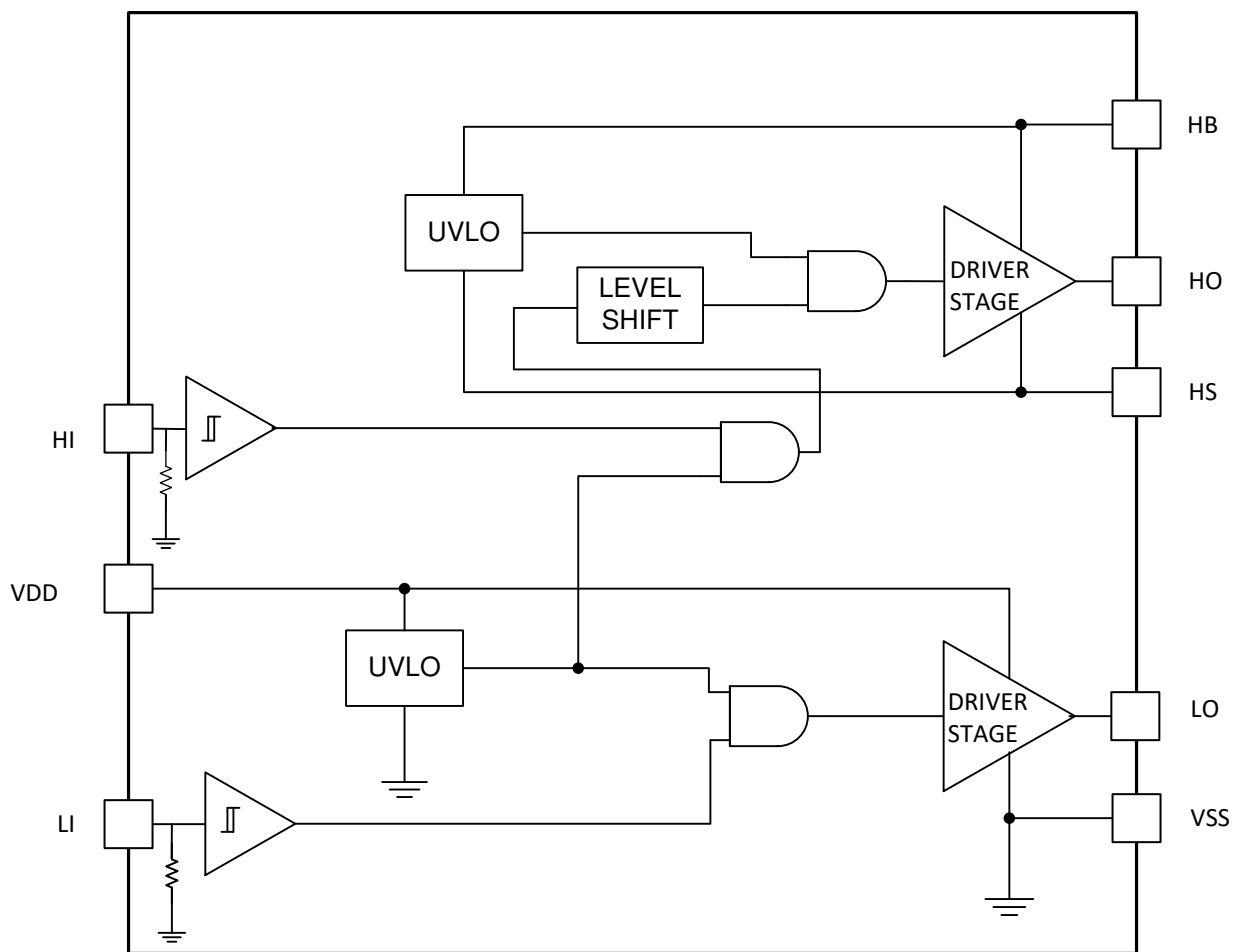 HB
UVLO
DRIVER
STAGE
HO
LEVEL
SHIFT
HS
HI
VDD
UVLO
DRIVER
STAGE
LO
LI
VSS